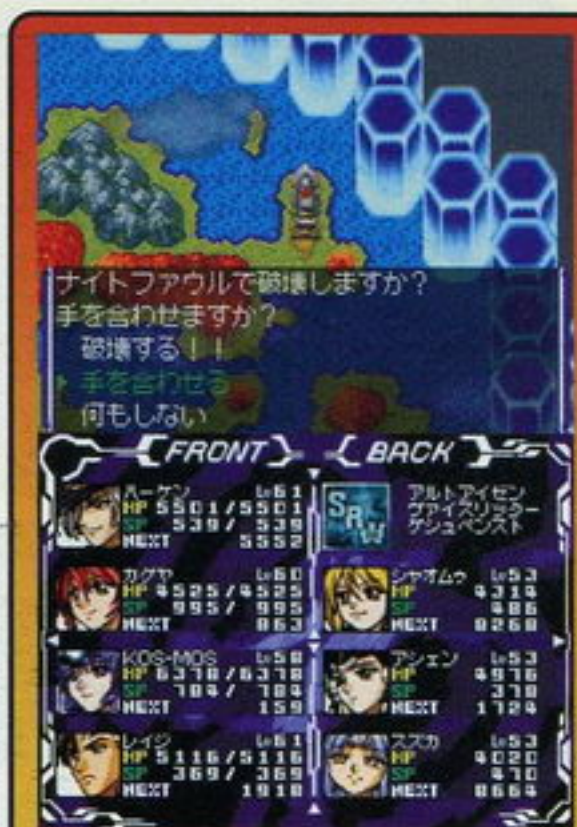 ナイトファウルで破壊しますか？
手を合わせますか？
破壊する！！
手を合わせる
何もしない
FRONT BACK
ハーケン Lv61
HP 5501/5501
SP 539/ 539
NEXT 5552
SRW
アルトアイゼン
ヴァイスリッター
ゲシュペンスト
カグヤ Lv60
HP 4525/4525
SP 995/ 995
NEXT 863
シャオムゥ Lv53
HP 4314
SP 486
NEXT 8268
KOS-MOS Lv58
HP 6378/6378
SP 784/ 784
NEXT 159
アシェン Lv53
HP 4976
SP 378
NEXT 1724
レイジ Lv61
HP 5116/5116
SP 369/ 369
NEXT 1918
スズカ Lv53
HP 4020
SP 470
NEXT 8664